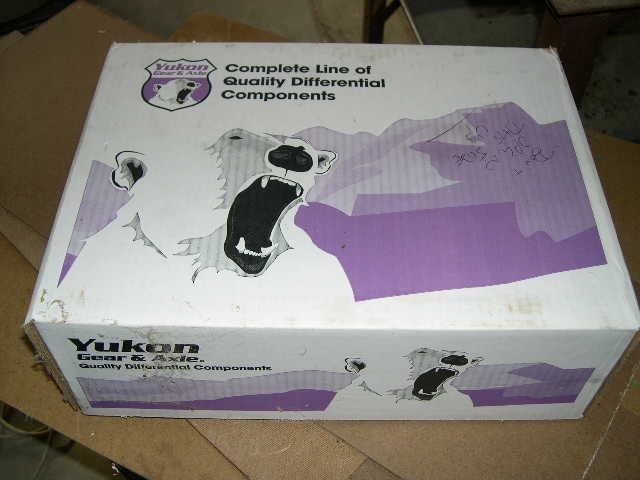 Yukon
Gear & Axle
Complete Line of
Quality Differential
Components
Yukon
Gear & Axle.
Quality Differential Components